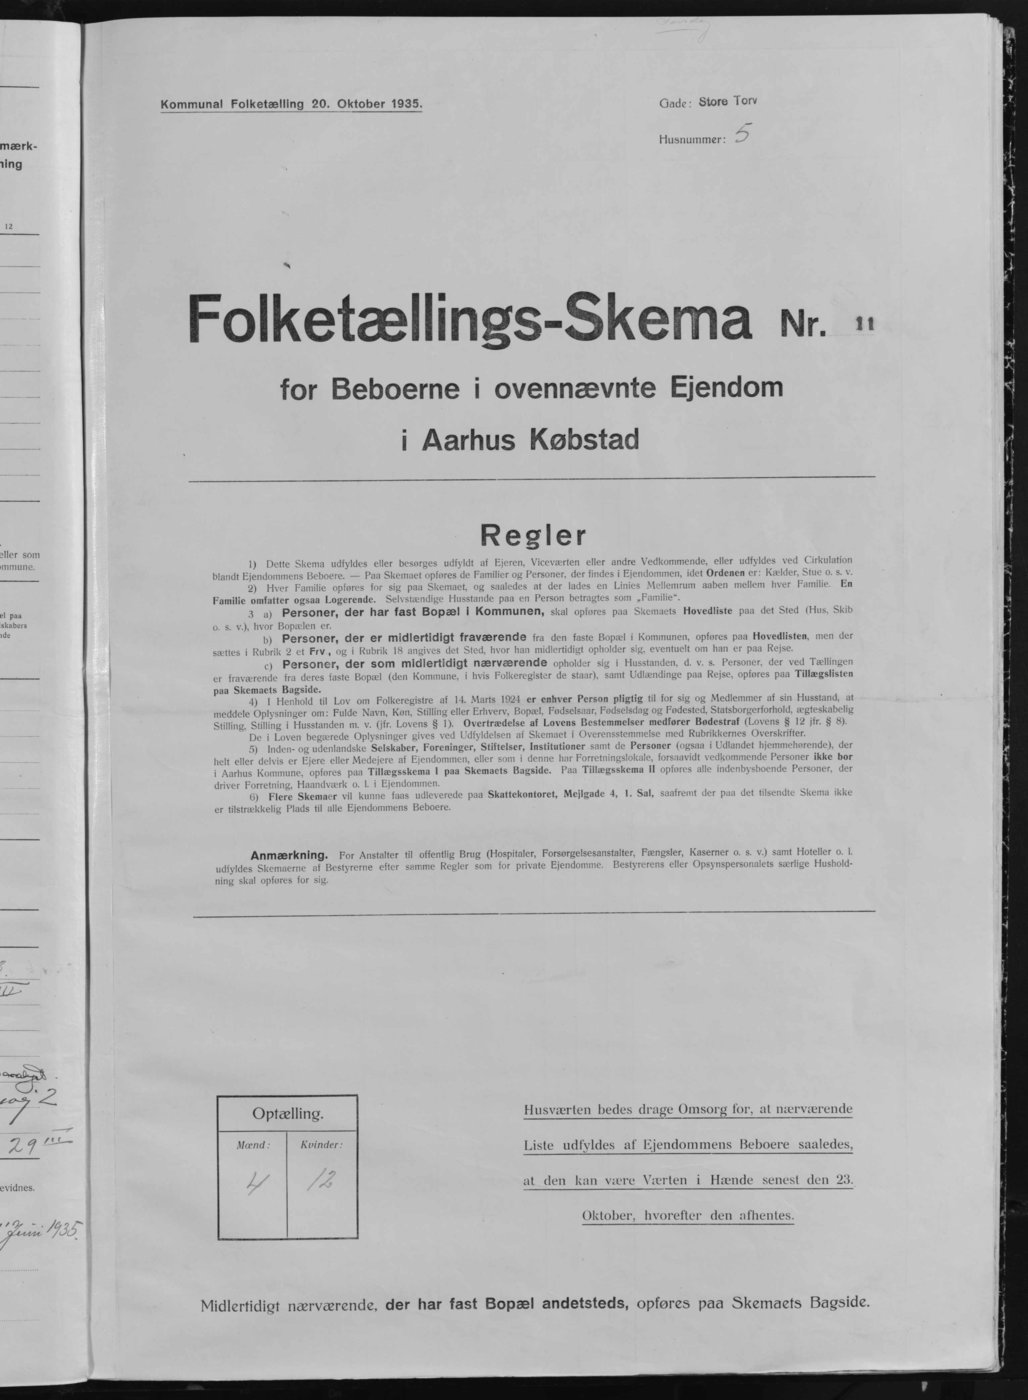 mærk-
ning
12
eller som
ommune.
el paa
lskabers
nde
29 III
evidnes.
Juni 1935.
Kommunal Folketælling 20. Oktober 1935.
Gade: Store Torv
Husnummer: 5
Folketællings-Skema Nr. 11
for Beboerne i ovennævnte Ejendom
i Aarhus Købstad
Regler
1) Dette Skema udfyldes eller besørges udfyldt af Ejeren, Viceværten eller andre Vedkommende, eller udfyldes ved Cirkulation
blandt Ejendommens Beboere. — Paa Skemaet opføres de Familier og Personer, der findes i Ejendommen, idet Ordenen er: Kælder, Stue o. s. v.
2) Hver Familie opføres for sig paa Skemaet, og saaledes at der lades en Linies Mellemrum aaben mellem hver Familie. En
Familie omfatter ogsaa Logerende. Selvstændige Husstande paa en Person betragtes som „Familie“.
3 a) Personer, der har fast Bopæl i Kommunen, skal opføres paa Skemaets Hovedliste paa det Sted (Hus, Skib
o. s. v.), hvor Bopælen er.
b) Personer, der er midlertidigt fraværende fra den faste Bopæl i Kommunen, opføres paa Hovedlisten, men der
sættes i Rubrik 2 et Frv., og i Rubrik 18 angives det Sted, hvor han midlertidigt opholder sig, eventuelt om han er paa Rejse.
c) Personer, der som midlertidigt nærværende opholder sig i Husstanden, d. v. s. Personer, der ved Tællingen
er fraværende fra deres faste Bopæl (den Kommune, i hvis Folkeregister de staar), samt Udlændinge paa Rejse, opføres paa Tillægslisten
paa Skemaets Bagside.
4) I Henhold til Lov om Folkeregistre af 14. Marts 1924 er enhver Person pligtig til for sig og Medlemmer af sin Husstand, at
meddele Oplysninger om: Fulde Navn, Køn, Stilling eller Erhverv, Bopæl, Fødselsaar, Fødselsdag og Fødested, Statsborgerforhold, ægteskabelig
Stilling, Stilling i Husstanden m. v. (jfr. Lovens § 1). Overtrædelse af Lovens Bestemmelser medfører Bødestraf (Lovens § 12 jfr. § 8).
De i Loven begærede Oplysninger gives ved Udfyldelsen af Skemaet i Overensstemmelse med Rubrikkernes Overskrifter.
5) Inden- og udenlandske Selskaber, Foreninger, Stiftelser, Institutioner samt de Personer (ogsaa i Udlandet hjemmehørende), der
helt eller delvis er Ejere eller Medejere af Ejendommen, eller som i denne har Forretningslokale, forsaavidt vedkommende Personer ikke bor
i Aarhus Kommune, opføres paa Tillægsskema I paa Skemaets Bagside. Paa Tillægsskema II opføres alle indenbysboende Personer, der
driver Forretning, Haandværk o. l. i Ejendommen.
6) Flere Skemaer vil kunne faas udleverede paa Skattekontoret, Mejlgade 4, 1. Sal, saafremt der paa det tilsendte Skema ikke
er tilstrækkelig Plads til alle Ejendommens Beboere.
Anmærkning. For Anstalter til offentlig Brug (Hospitaler, Forsørgelsesanstalter, Fængsler, Kaserner o. s. v.) samt Hoteller o. l.
udfyldes Skemaerne af Bestyrerne efter samme Regler som for private Ejendomme. Bestyrerens eller Opsynspersonalets særlige Hushold-
ning skal opføres for sig.
Optælling.
Mænd: Kvinder:
4 12
Husværten bedes drage Omsorg for, at nærværende
Liste udfyldes af Ejendommens Beboere saaledes,
at den kan være Værten i Hænde senest den 23.
Oktober, hvorefter den afhentes.
Midlertidigt nærværende, der har fast Bopæl andetsteds, opføres paa Skemaets Bagside.